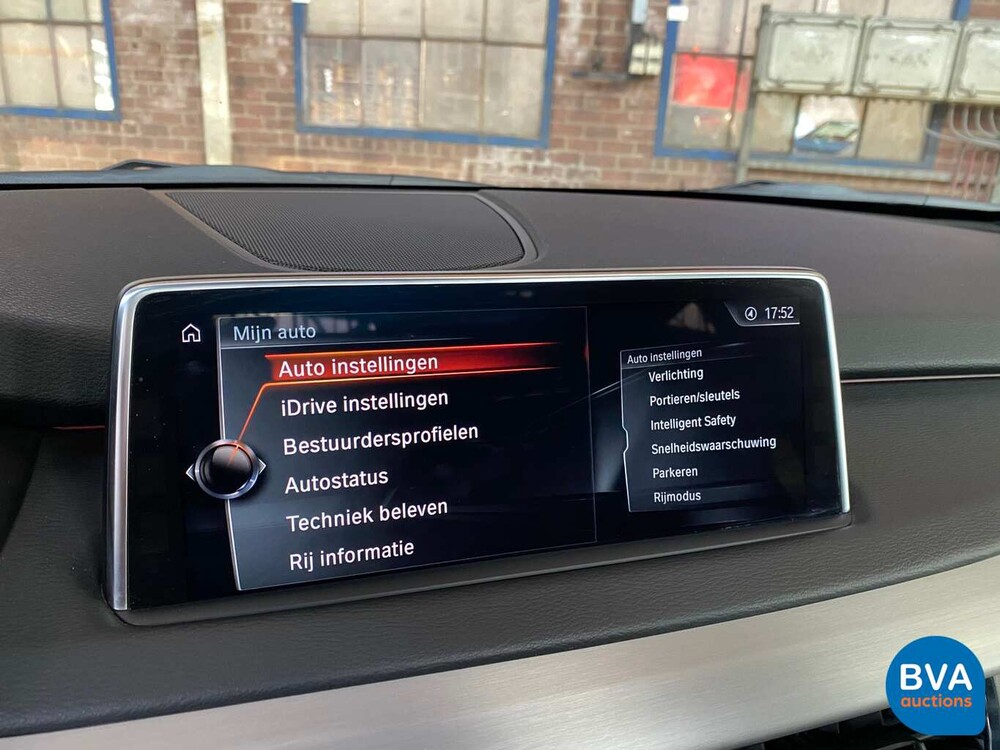 17:52
Mijn auto
Auto instellingen
iDrive instellingen
Bestuurdersprofielen
Autostatus
Techniek beleven
Rij informatie
Auto instellingen
Verlichting
Portieren/sleutels
Intelligent Safety
Snelheidswaarschuwing
Parkeren
Rijmodus
BVA
auctions